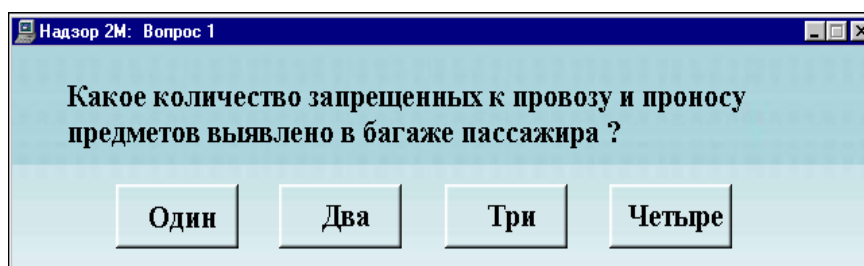 Надзор 2М: Вопрос 1
Какое количество запрещенных к провозу и проносу
предметов выявлено в багаже пассажира ?
Один Два Три Четыре